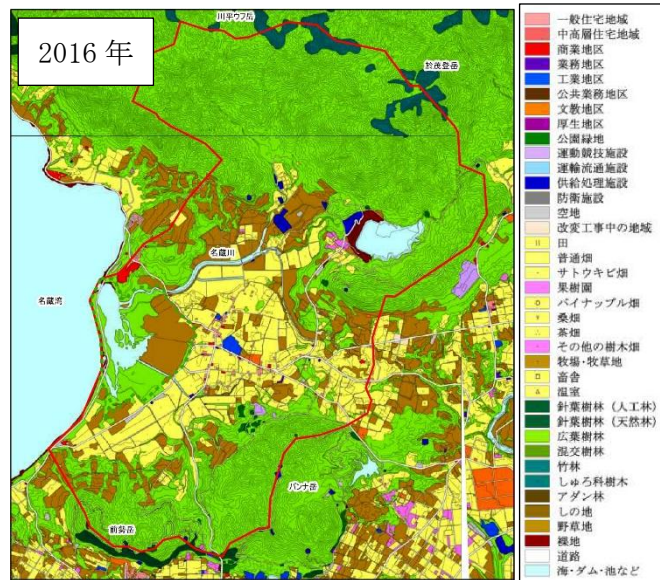 2016 年
川平ウフ岳
於茂登岳
名蔵川
名蔵湾
バンナ岳
前勢岳
一般住宅地域
中高層住宅地域
商業地区
業務地区
工業地区
公共業務地区
文教地区
厚生地区
公園緑地
運動競技施設
運輸流通施設
供給処理施設
防衛施設
空地
改変工事中の地域
田
普通畑
サトウキビ畑
果樹園
パイナップル畑
桑畑
茶畑
その他の樹木畑
牧場・牧草地
畜舎
温室
針葉樹林（人工林）
針葉樹林（天然林）
広葉樹林
混交樹林
竹林
しゅろ科樹木
アダン林
しの地
野草地
裸地
道路
海・ダム・池など